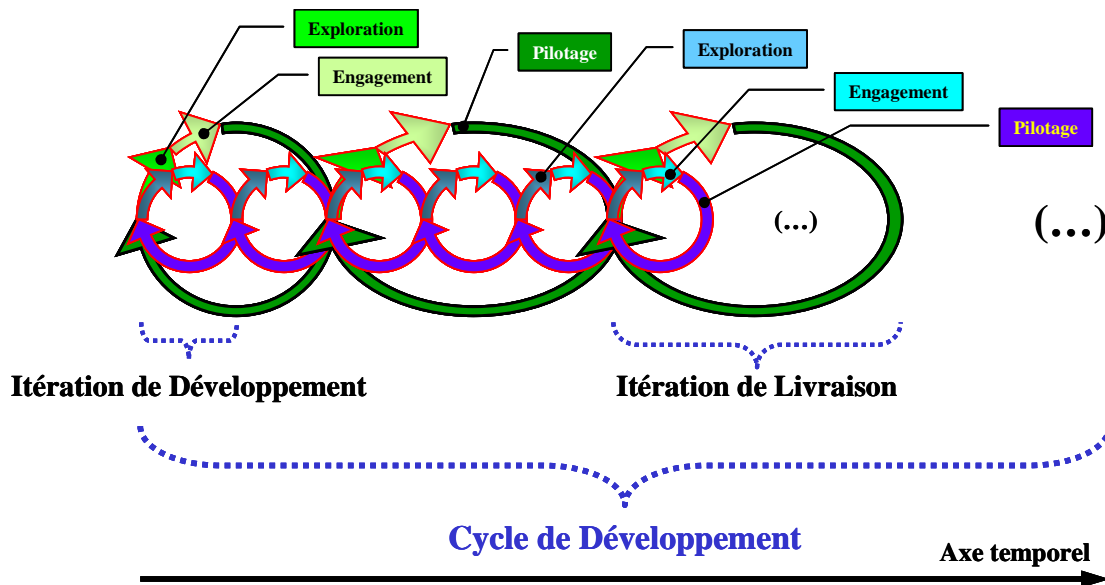 Exploration
Engagement
Pilotage
Exploration
Engagement
Pilotage
(...)
(...)
Itération de Développement
Itération de Livraison
Cycle de Développement
Axe temporel